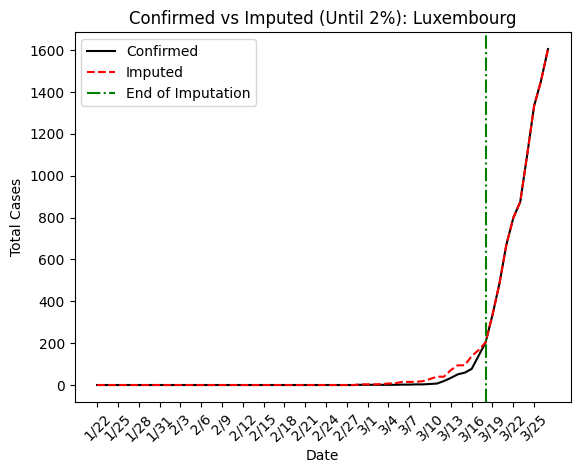 Confirmed vs Imputed (Until 2%): Luxembourg
Confirmed
Imputed
End of Imputation
Total Cases
1600
1400
1200
1000
800
600
400
200
0
1/22 1/25 1/28 1/31 2/3 2/6 2/9 2/12 2/15 2/18 2/21 2/24 2/27 3/1 3/4 3/7 3/10 3/13 3/16 3/19 3/22 3/25
Date